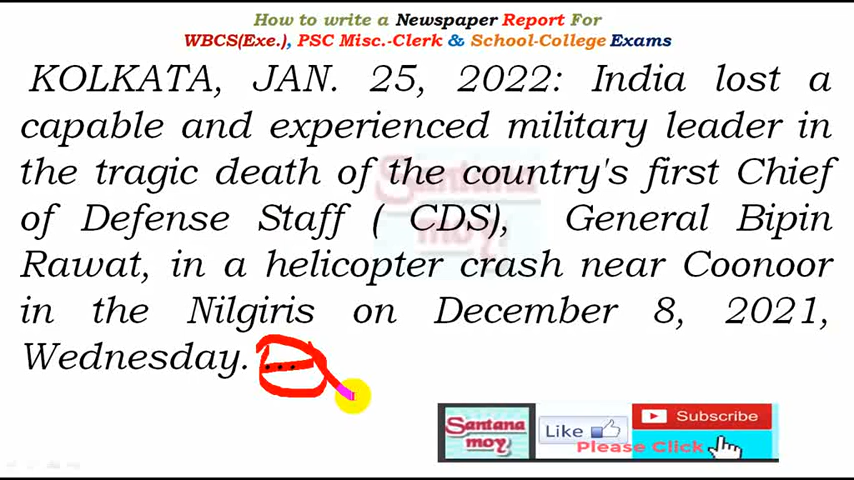 How to write a Newspaper Report For
WBCS(Exe.), PSC Misc.-Clerk & School-College Exams
KOLKATA, JAN. 25, 2022: India lost a
capable and experienced military leader in
the tragic death of the country's first Chief
of Defense Staff ( CDS), General Bipin
Rawat, in a helicopter crash near Coonoor
in the Nilgiris on December 8, 2021,
Wednesday. ...
Santana
moy
Santana
moy
Like
Subscribe
Please Click